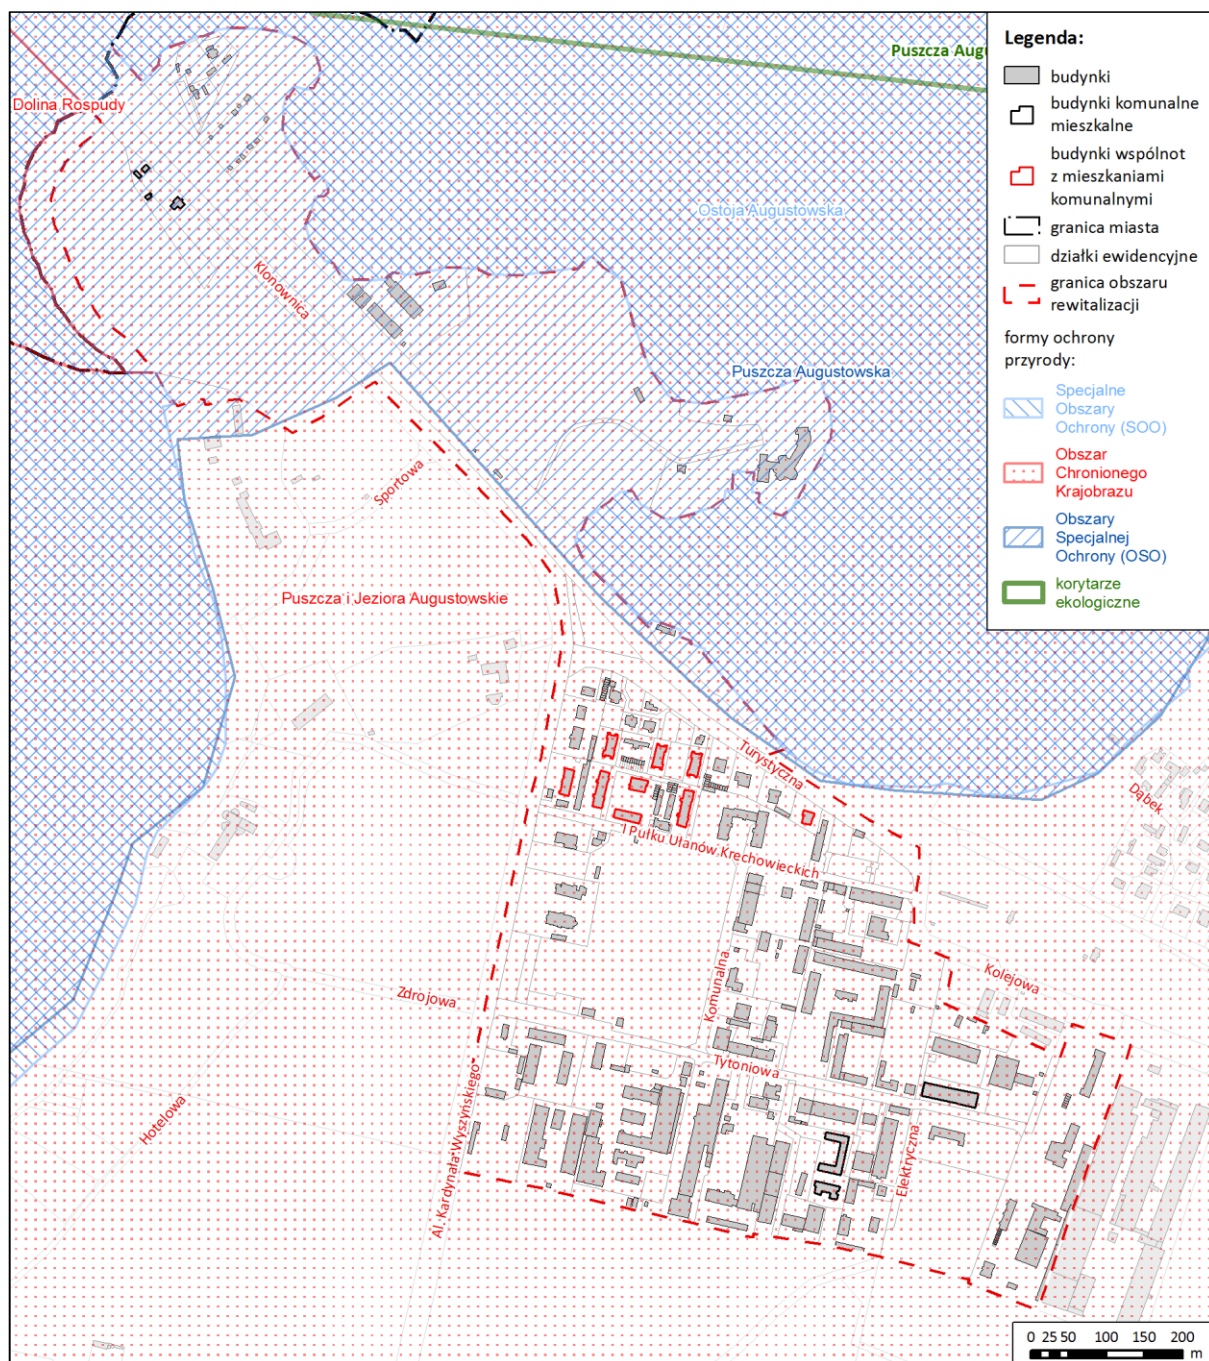 Puszcza Aug
Dolina Rospudy
Ostoja Augustowska
Klonownica
Puszcza Augustowska
Sportowa
Puszcza i Jeziora Augustowskie
Turystyczna
Dąbek
I Pułku Ułanów Krechowieckich
Komunalna
Kolejowa
Zdrojowa
Tytoniowa
Hotelowa
Al. Kardynała Wyszyńskiego
Elektryczna
Legenda:
budynki
budynki komunalne
mieszkalne
budynki wspólnot
z mieszkaniami
komunalnymi
granica miasta
działki ewidencyjne
granica obszaru
rewitalizacji
formy ochrony
przyrody:
Specjalne
Obszary
Ochrony (SOO)
Obszar
Chronionego
Krajobrazu
Obszary
Specjalnej
Ochrony (OSO)
korytarze
ekologiczne
0 25 50 100 150 200
m